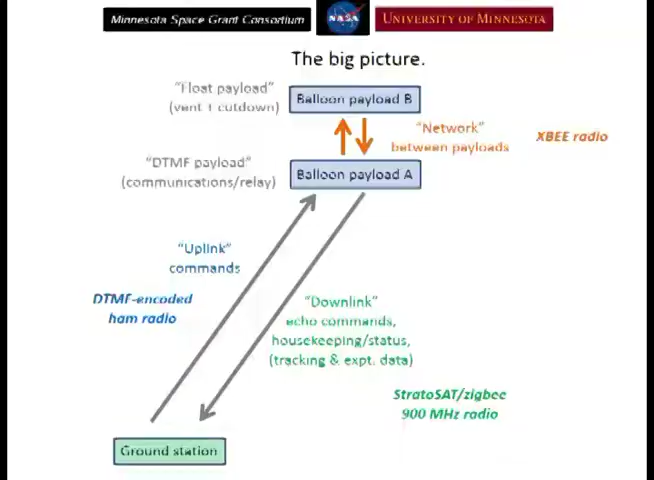 Minnesota Space Grant Consortium
NASA
UNIVERSITY OF MINNESOTA
The big picture.
"Float payload"
(vent + cutdown)
Balloon payload B
"Network"
between payloads
XBEE radio
"DTMF payload"
(communications/relay)
Balloon payload A
"Uplink"
commands
DTMF-encoded
ham radio
"Downlink"
echo commands,
housekeeping/status,
(tracking & expt. data)
StratoSAT/zigbee
900 MHz radio
Ground station